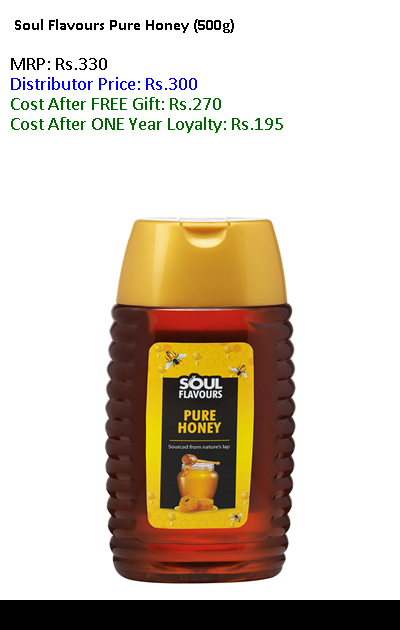 Soul Flavours Pure Honey (500g)
MRP: Rs.330
Distributor Price: Rs.300
Cost After FREE Gift: Rs.270
Cost After ONE Year Loyalty: Rs.195
SOUL
FLAVOURS
PURE
HONEY
Sourced from nature's lap